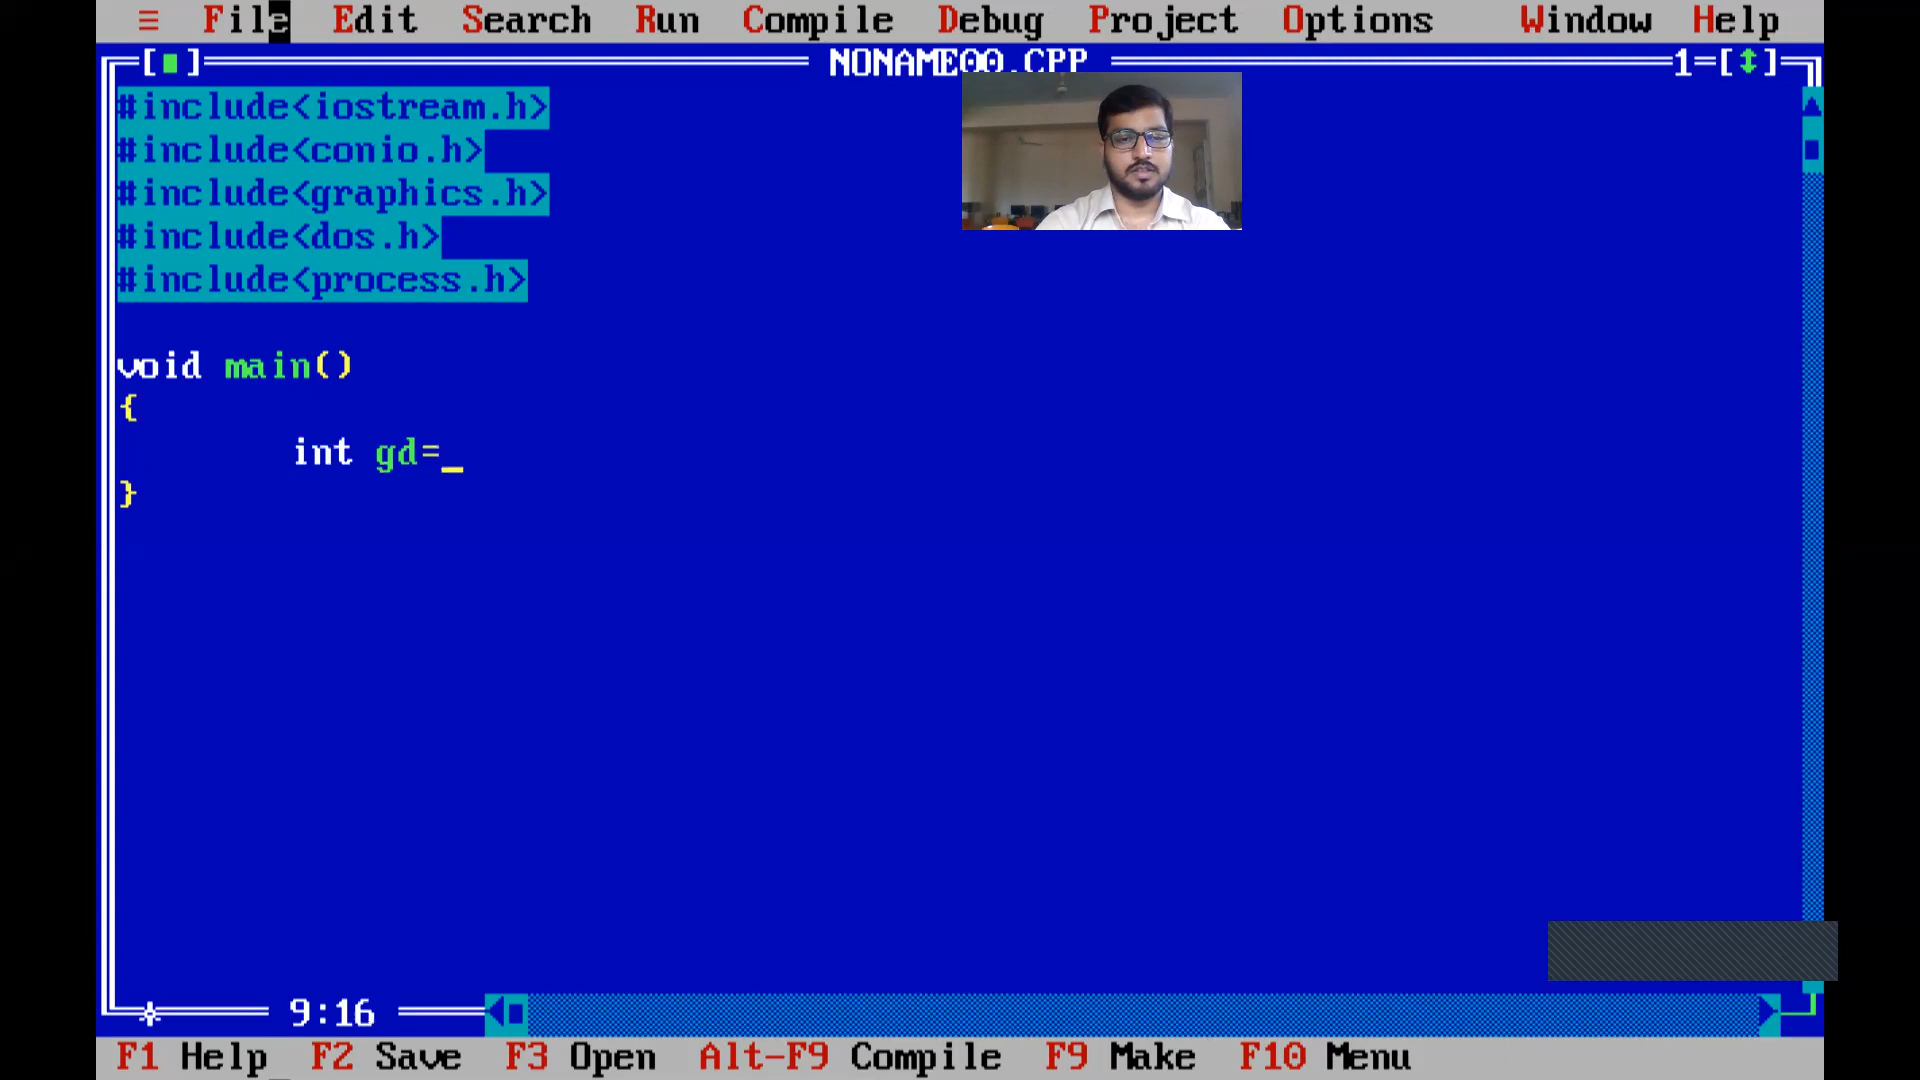 ≡ File Edit Search Run Compile Debug Project Options Window Help
[■] NONAME00.CPP 1=[↕]
#include<iostream.h>
#include<conio.h>
#include<graphics.h>
#include<dos.h>
#include<process.h>
void main()
{
int gd=_
}
9:16
F1 Help F2 Save F3 Open Alt-F9 Compile F9 Make F10 Menu